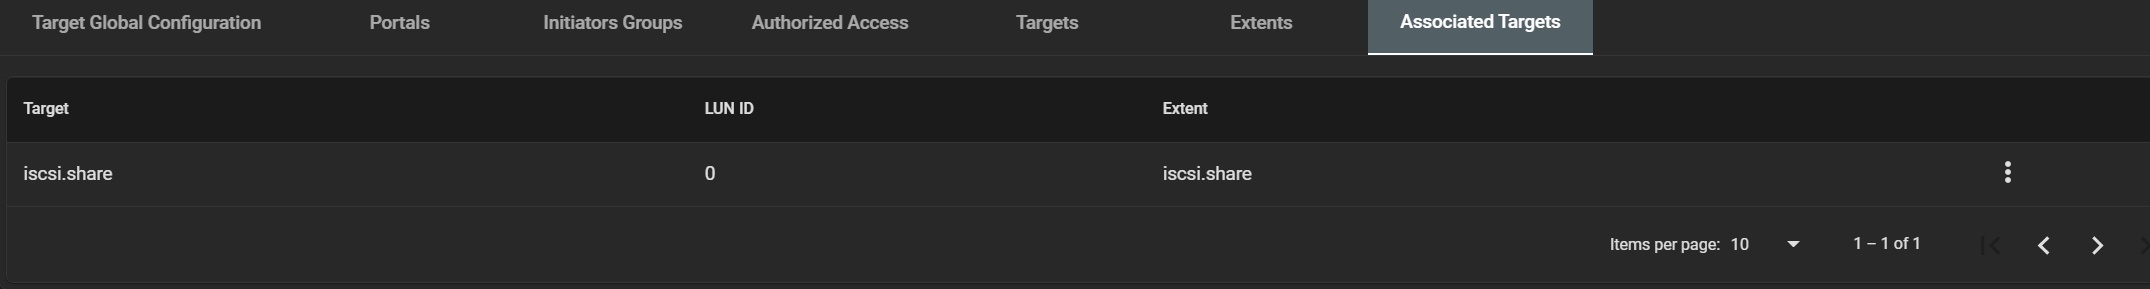 Target Global Configuration Portals Initiators Groups Authorized Access Targets Extents Associated Targets
Target LUN ID Extent
iscsi.share 0 iscsi.share
Items per page: 10 1 – 1 of 1